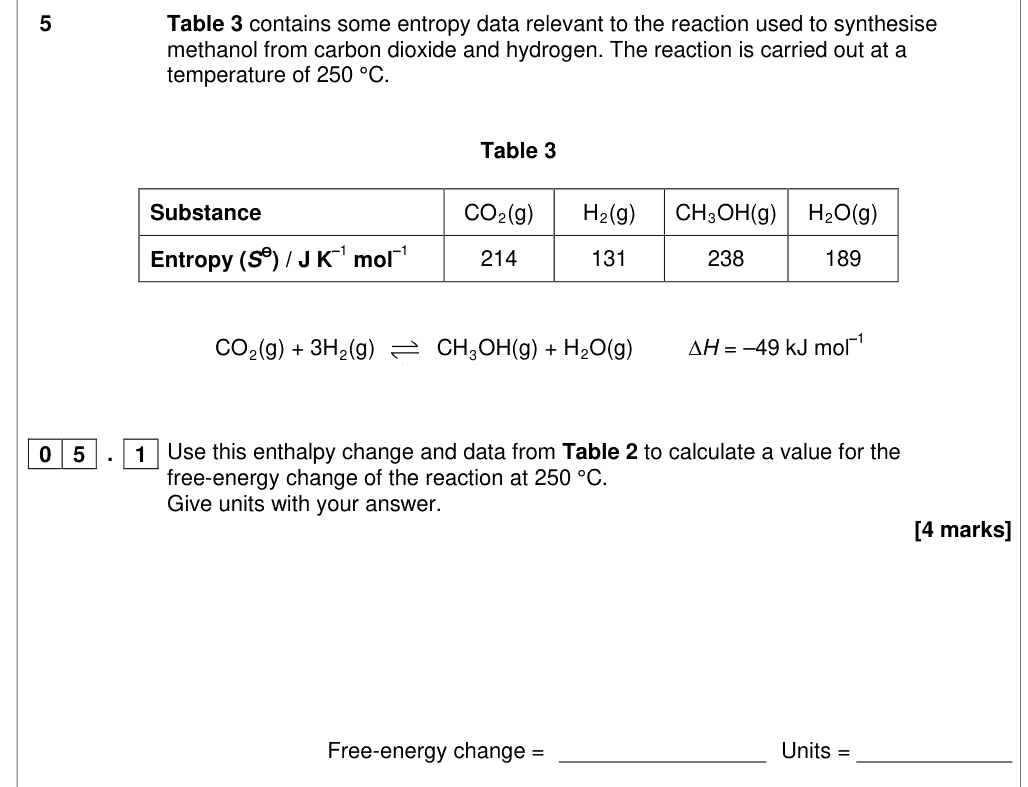 5 Table 3 contains some entropy data relevant to the reaction used to synthesise
methanol from carbon dioxide and hydrogen. The reaction is carried out at a
temperature of 250 °C.
Table 3
Substance CO₂(g) H₂(g) CH₃OH(g) H₂O(g)
Entropy (S⦵) / J K⁻¹ mol⁻¹ 214 131 238 189
CO₂(g) + 3H₂(g) ⇌ CH₃OH(g) + H₂O(g) ΔH = –49 kJ mol⁻¹
0 5 . 1 Use this enthalpy change and data from Table 2 to calculate a value for the
free-energy change of the reaction at 250 °C.
Give units with your answer.
[4 marks]
Free-energy change = ____________ Units = ____________